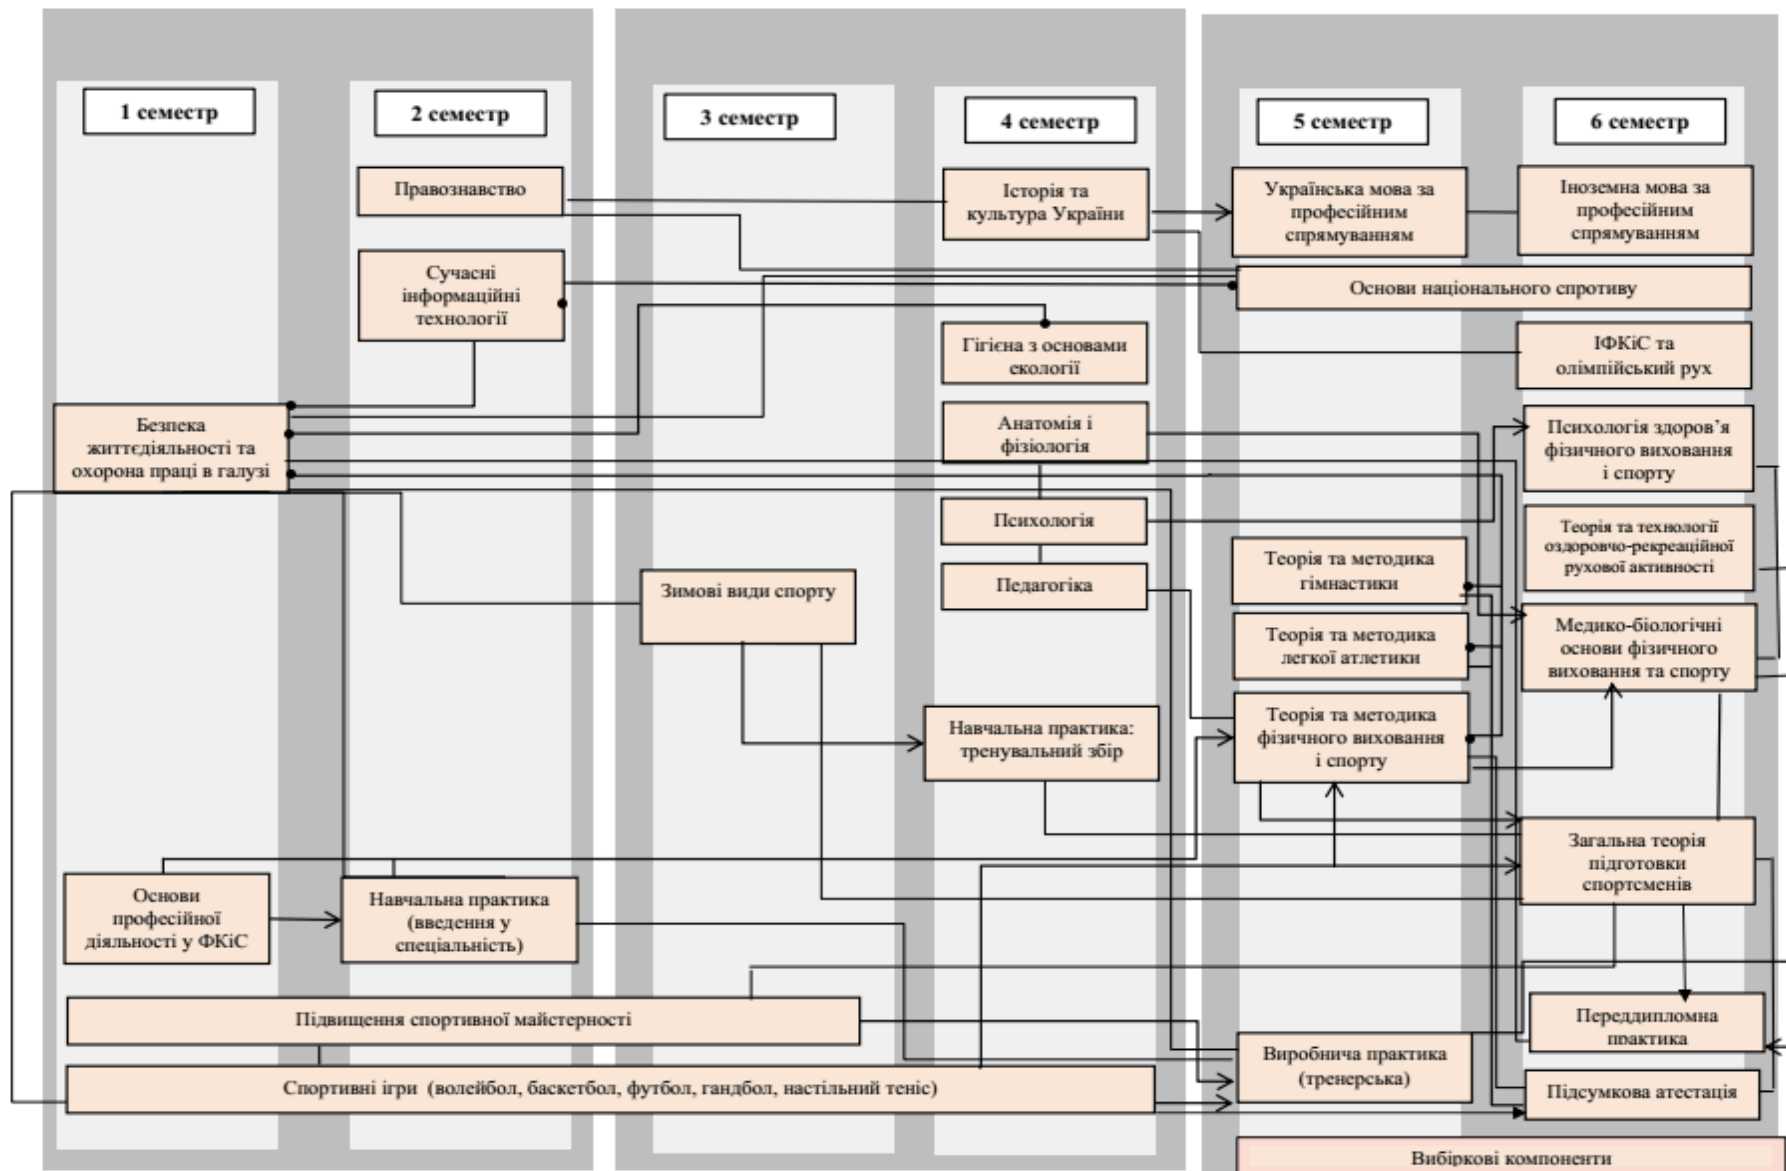 1 семестр
2 семестр
3 семестр
4 семестр
5 семестр
6 семестр
Правознавство
Історія та
культура України
Українська мова за
професійним
спрямуванням
Іноземна мова за
професійним
спрямуванням
Сучасні
інформаційні
технології
Основи національного спротиву
Гігієна з основами
екології
ІФКіС та
олімпійський рух
Безпека
життєдіяльності та
охорона праці в галузі
Анатомія і
фізіологія
Психологія здоров’я
фізичного виховання
і спорту
Психологія
Теорія та технології
оздоровчо-рекреаційної
рухової активності
Зимові види спорту
Педагогіка
Теорія та методика
гімнастики
Теорія та методика
легкої атлетики
Медико-біологічні
основи фізичного
виховання та спорту
Навчальна практика:
тренувальний збір
Теорія та методика
фізичного виховання
і спорту
Загальна теорія
підготовки
спортсменів
Основи
професійної
діяльності у ФКіС
Навчальна практика
(введення у
спеціальність)
Підвищення спортивної майстерності
Переддипломна
практика
Виробнича практика
(тренерська)
Спортивні ігри (волейбол, баскетбол, футбол, гандбол, настільний теніс)
Підсумкова атестація
Вибіркові компоненти